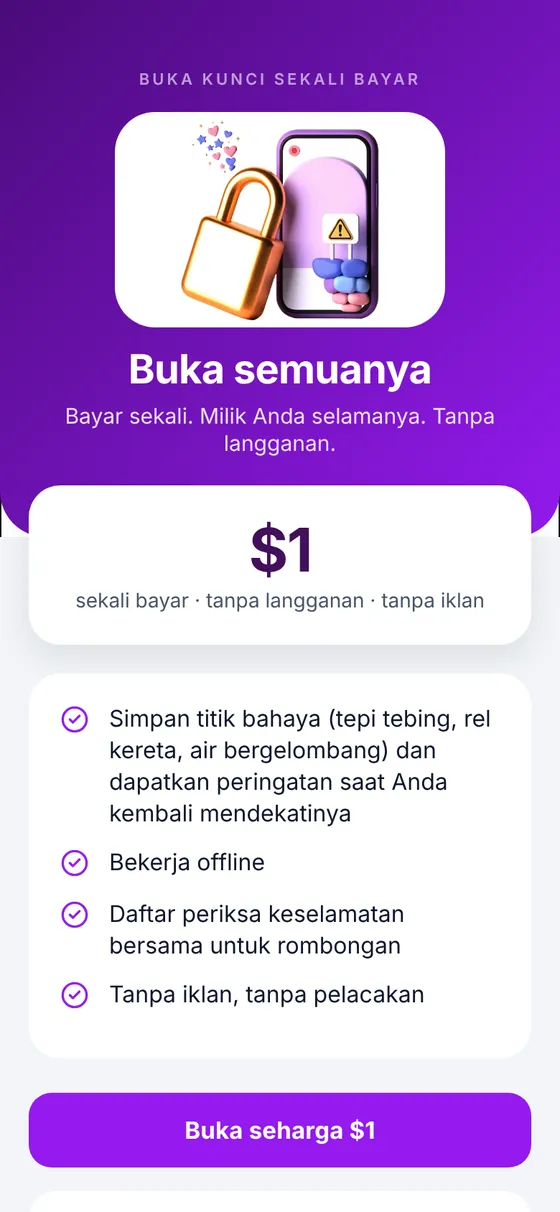 BUKA KUNCI SEKALI BAYAR
Buka semuanya
Bayar sekali. Milik Anda selamanya. Tanpa
langganan.
$1
sekali bayar · tanpa langganan · tanpa iklan
Simpan titik bahaya (tepi tebing, rel
kereta, air bergelombang) dan
dapatkan peringatan saat Anda
kembali mendekatinya
Bekerja offline
Daftar periksa keselamatan
bersama untuk rombongan
Tanpa iklan, tanpa pelacakan
Buka seharga $1